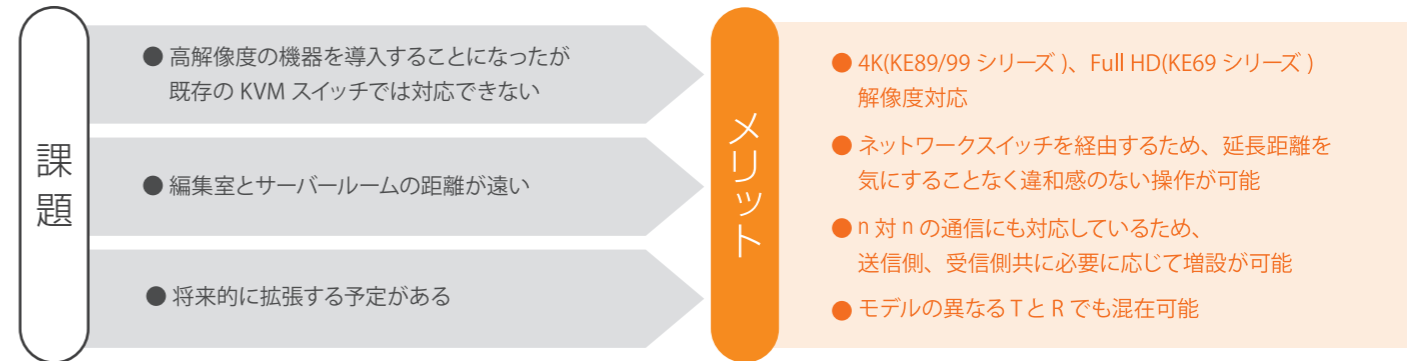 課題
● 高解像度の機器を導入することになったが
既存の KVM スイッチでは対応できない
● 編集室とサーバールームの距離が遠い
● 将来的に拡張する予定がある
メリット
● 4K(KE89/99 シリーズ )、Full HD(KE69 シリーズ )
解像度対応
● ネットワークスイッチを経由するため、延長距離を
気にすることなく違和感のない操作が可能
● n 対 n の通信にも対応しているため、
送信側、受信側共に必要に応じて増設が可能
● モデルの異なる T と R でも混在可能